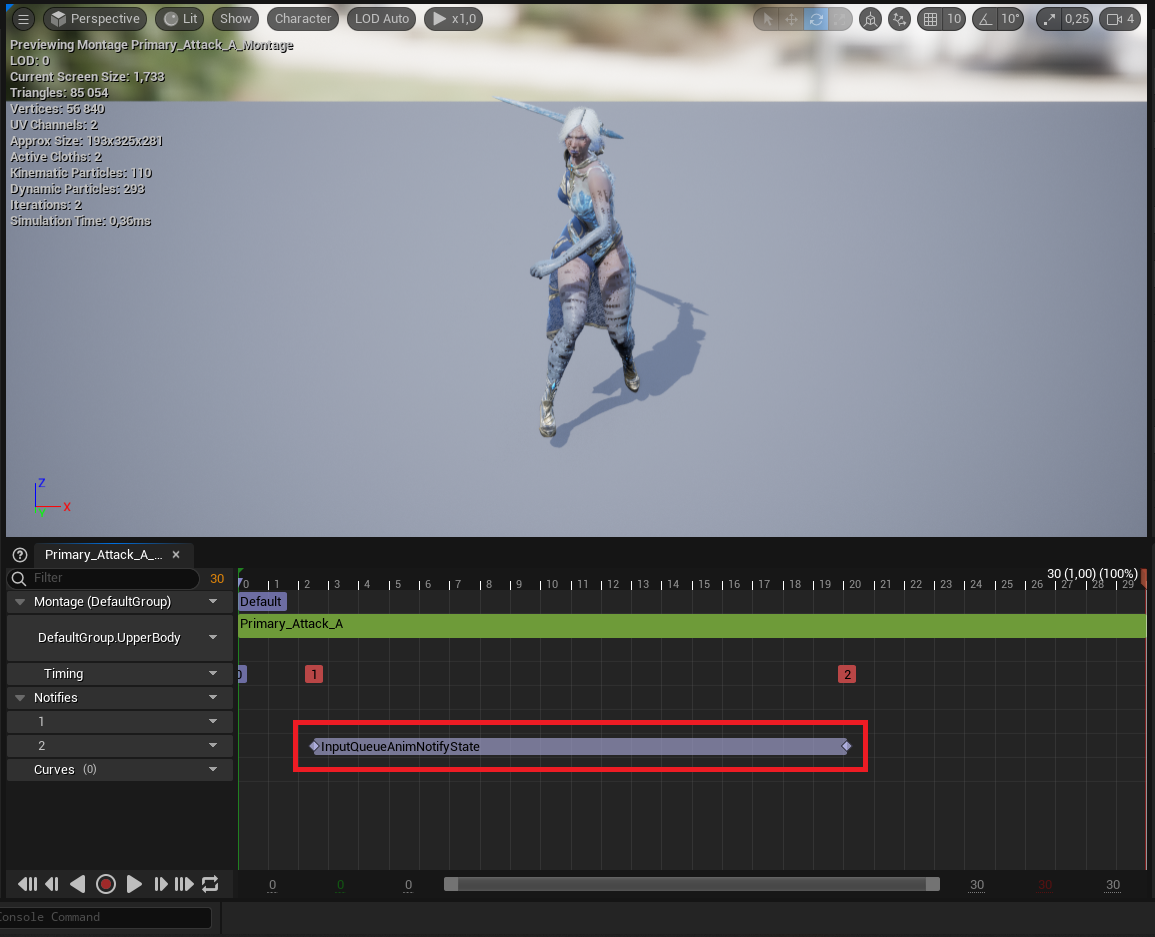 Perspective Lit Show Character LOD Auto x1,0 10 10° 0,25 4
Previewing Montage Primary_Attack_A_Montage
LOD: 0
Current Screen Size: 1,733
Triangles: 85 054
Vertices: 56 840
UV Channels: 2
Approx Size: 193x325x281
Active Cloths: 2
Kinematic Particles: 110
Dynamic Particles: 293
Iterations: 2
Simulation Time: 0,36ms
Z
X
Y
Primary_Attack_A_...
Filter 30
30 (1,00) (100%)
0 1 2 3 4 5 6 7 8 9 10 11 12 13 14 15 16 17 18 19 20 21 22 23 24 25 26 27 28 29
Montage (DefaultGroup) Default
Primary_Attack_A
DefaultGroup.UpperBody
Timing 0 1 2
Notifies
1
2 InputQueueAnimNotifyState
Curves (0)
0 0 0 30 30 30
Console Command